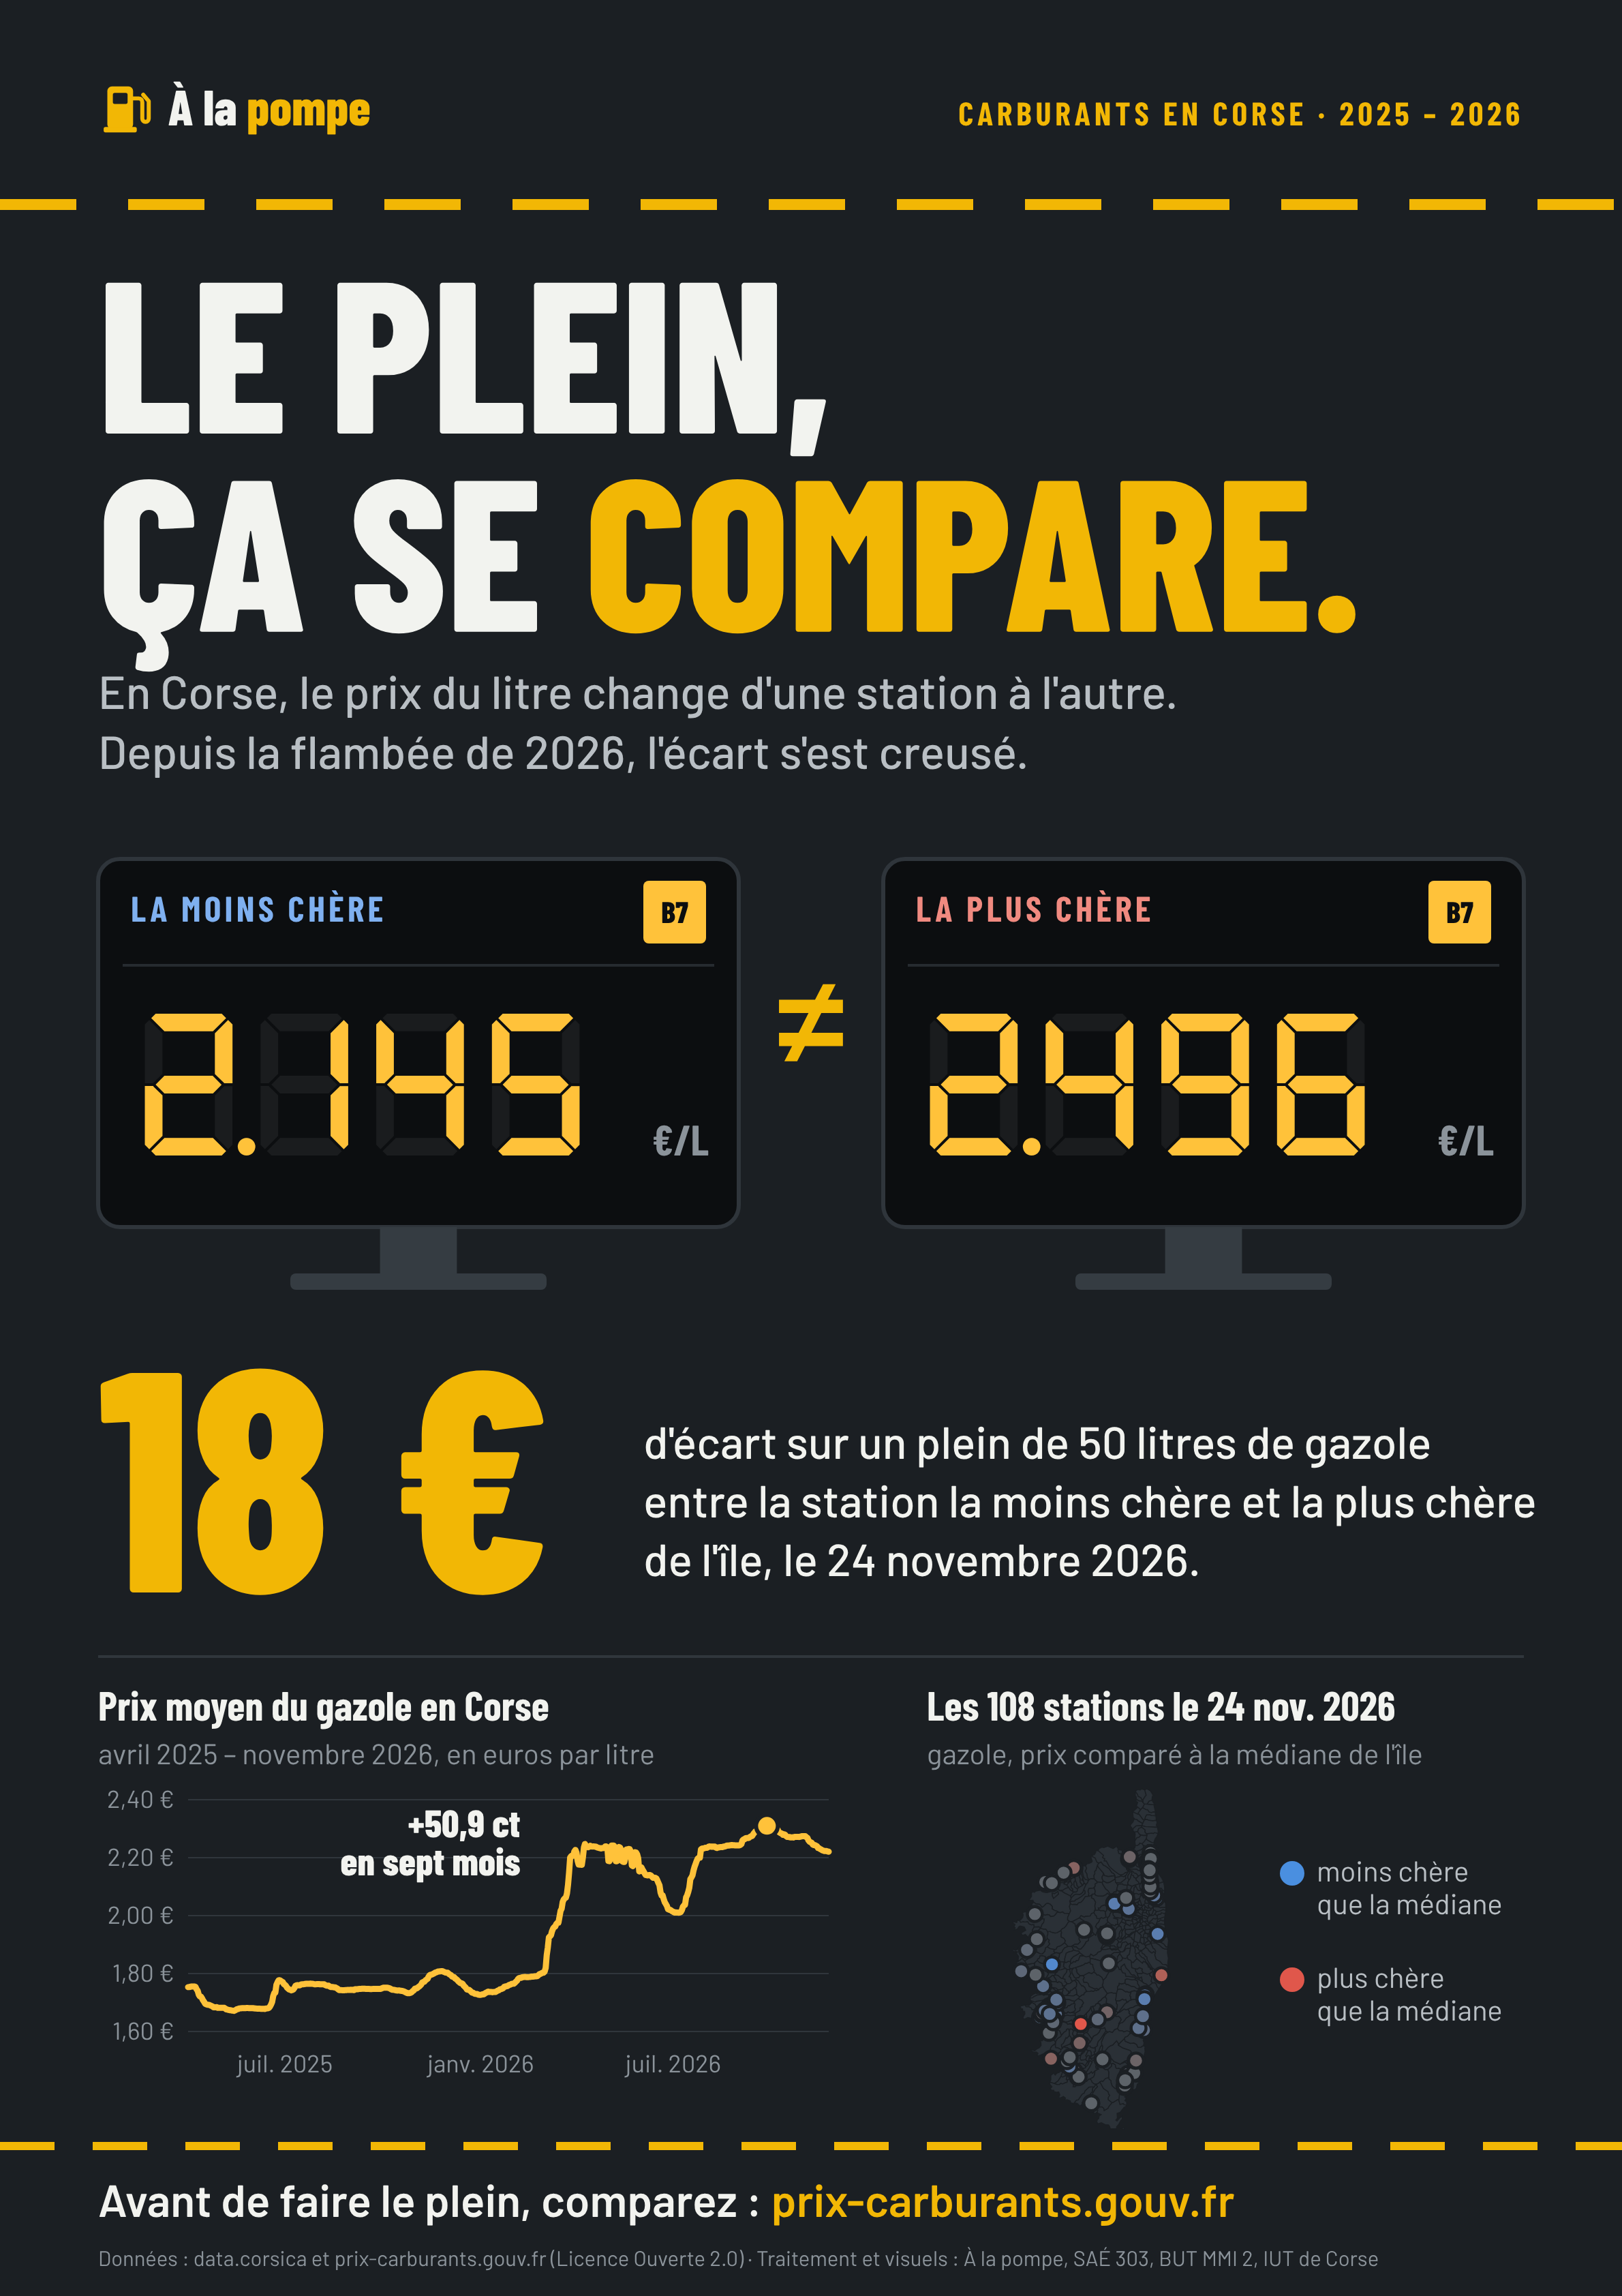 À la pompe
CARBURANTS EN CORSE · 2025 – 2026
LE PLEIN,
ÇA SE COMPARE.
En Corse, le prix du litre change d'une station à l'autre.
Depuis la flambée de 2026, l'écart s'est creusé.
LA MOINS CHÈRE
B7
2.145
€/L
≠
LA PLUS CHÈRE
B7
2.496
€/L
18 €
d'écart sur un plein de 50 litres de gazole
entre la station la moins chère et la plus chère
de l'île, le 24 novembre 2026.
Prix moyen du gazole en Corse
avril 2025 – novembre 2026, en euros par litre
2,40 €
2,20 €
2,00 €
1,80 €
1,60 €
+50,9 ct
en sept mois
juil. 2025
janv. 2026
juil. 2026
Les 108 stations le 24 nov. 2026
gazole, prix comparé à la médiane de l'île
moins chère
que la médiane
plus chère
que la médiane
Avant de faire le plein, comparez : prix-carburants.gouv.fr
Données : data.corsica et prix-carburants.gouv.fr (Licence Ouverte 2.0) · Traitement et visuels : À la pompe, SAÉ 303, BUT MMI 2, IUT de Corse